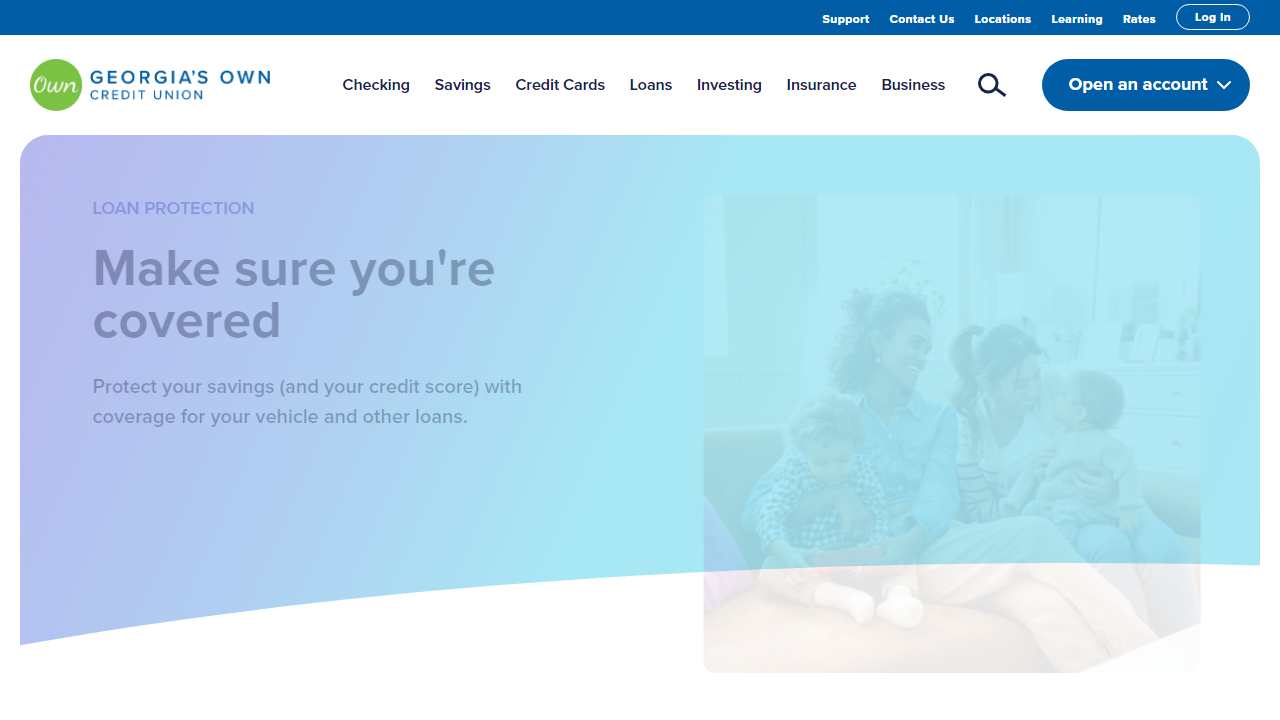 Support Contact Us Locations Learning Rates Log In
Own GEORGIA'S OWN
CREDIT UNION
Checking Savings Credit Cards Loans Investing Insurance Business Open an account
LOAN PROTECTION
Make sure you're
covered
Protect your savings (and your credit score) with
coverage for your vehicle and other loans.